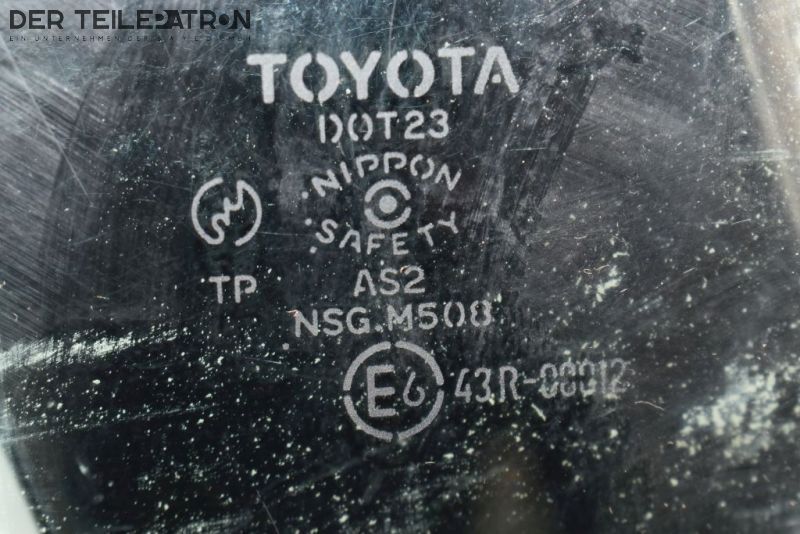 DER TEILEPATRON
TOYOTA
DOT23
NIPPON
SAFETY
TP
AS2
NSG.M508
E6 43R-00012